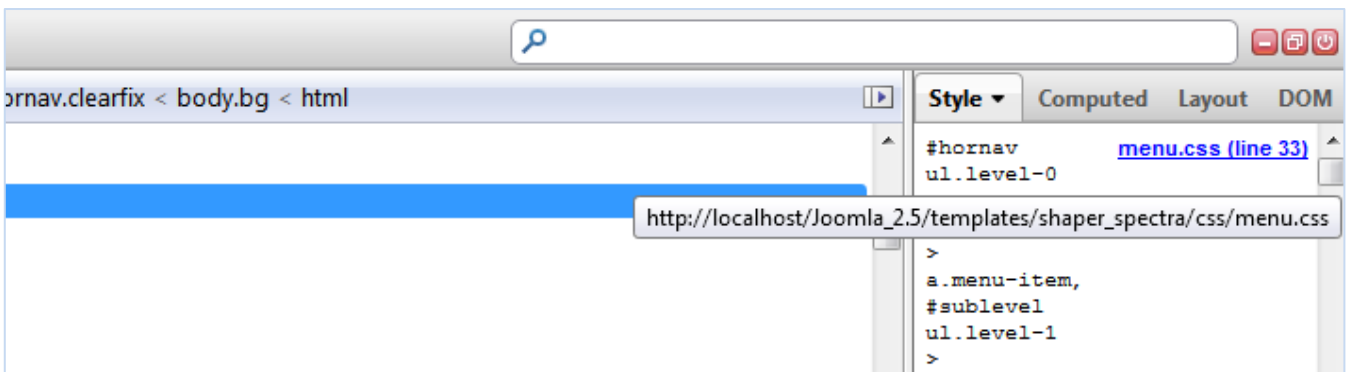 ornav.clearfix < body.bg < html
Style ▾ Computed Layout DOM
#hornav menu.css (line 33)
ul.level-0
http://localhost/Joomla_2.5/templates/shaper_spectra/css/menu.css
>
a.menu-item,
#sublevel
ul.level-1
>